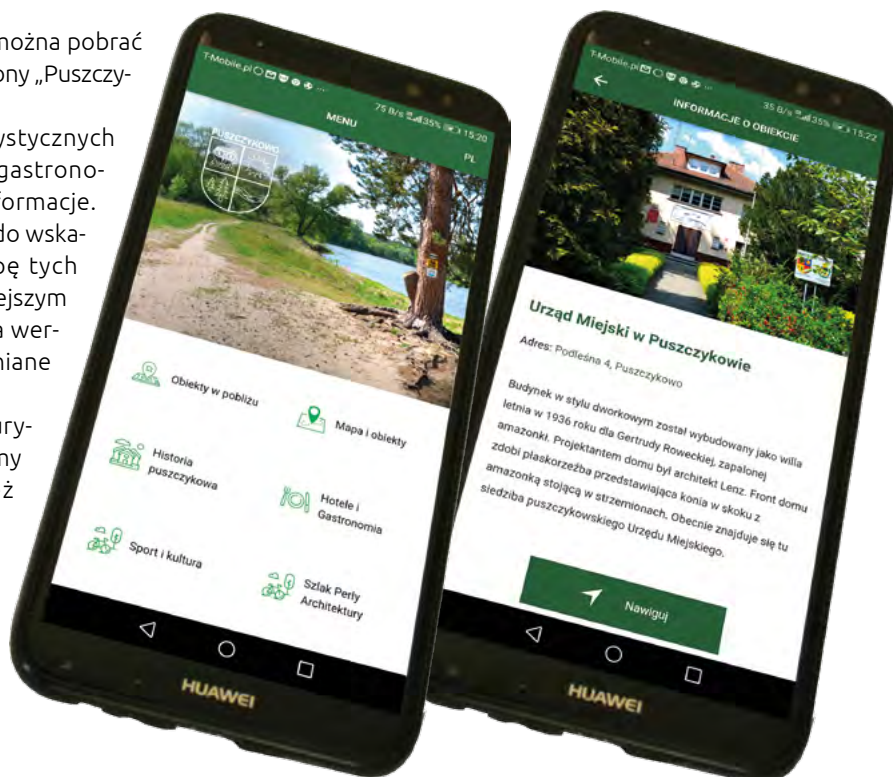 można pobrać
ony „Puszczy-
ystycznych
gastrono-
formacje.
do wska-
bę tych
ejszym
a wer-
niane
ury-
ny
ż
T-Mobile.pl
75 B/s 35% 15:20
MENU
PL
PUSZCZYKOWO
Obiekty w pobliżu
Mapa i obiekty
Historia
puszczykowa
Hotele i
Gastronomia
Sport i kultura
Szlak Perły
Architektury
HUAWEI
T-Mobile.pl
35 B/s 35% 15:22
INFORMACJE O OBIEKCIE
Urząd Miejski w Puszczykowie
Adres: Podleśna 4, Puszczykowo
Budynek w stylu dworkowym został wybudowany jako willa
letnia w 1936 roku dla Gertrudy Roweckiej, zapalonej
amazonki. Projektantem domu był architekt Lenz. Front domu
zdobi płaskorzeźba przedstawiająca konia w skoku z
amazonką stojącą w strzemionach. Obecnie znajduje się tu
siedziba puszczykowskiego Urzędu Miejskiego.
Nawiguj
HUAWEI